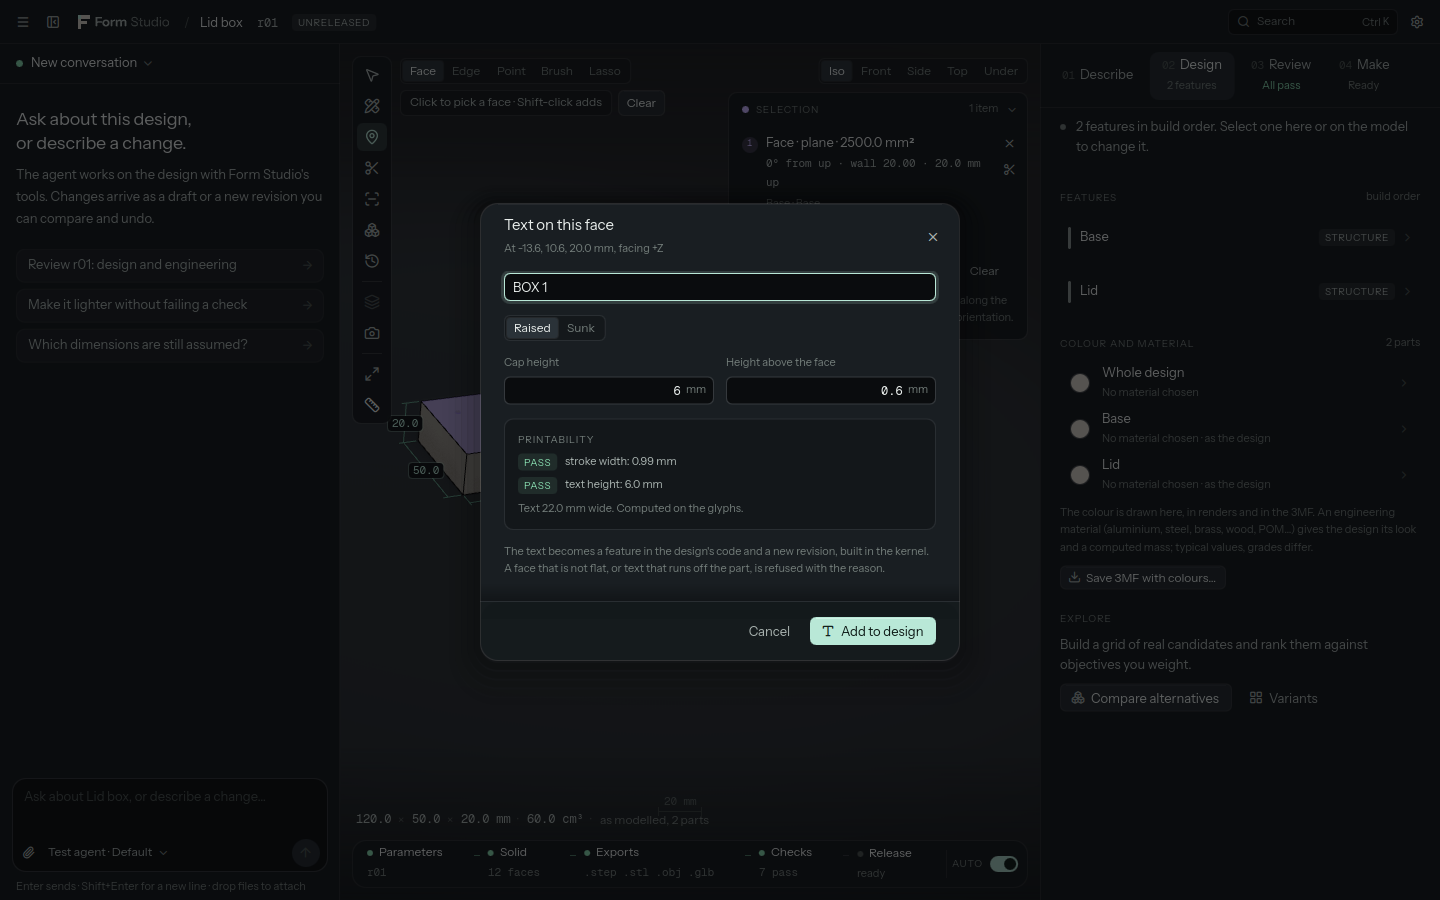 Form Studio / Lid box r01 UNRELEASED
Search Ctrl K
New conversation
Ask about this design,
or describe a change.
The agent works on the design with Form Studio's
tools. Changes arrive as a draft or a new revision you
can compare and undo.
Review r01: design and engineering
Make it lighter without failing a check
Which dimensions are still assumed?
Ask about Lid box, or describe a change...
Test agent · Default
Enter sends · Shift+Enter for a new line · drop files to attach
Face Edge Point Brush Lasso
Click to pick a face · Shift-click adds
Clear
Iso Front Side Top Under
SELECTION 1 item
1 Face · plane · 2500.0 mm²
0° from up · wall 20.00 · 20.0 mm
up
Base · Base
Clear
along the
orientation.
20.0
50.0
Text on this face
At -13.6, 10.6, 20.0 mm, facing +Z
BOX 1
Raised Sunk
Cap height
6 mm
Height above the face
0.6 mm
PRINTABILITY
PASS stroke width: 0.99 mm
PASS text height: 6.0 mm
Text 22.0 mm wide. Computed on the glyphs.
The text becomes a feature in the design's code and a new revision, built in the kernel.
A face that is not flat, or text that runs off the part, is refused with the reason.
Cancel
Add to design
20 mm
120.0 × 50.0 × 20.0 mm · 60.0 cm³ · as modelled, 2 parts
Parameters
r01
Solid
12 faces
Exports
.step .stl .obj .glb
Checks
7 pass
Release
ready
AUTO
01 Describe
02 Design
2 features
03 Review
All pass
04 Make
Ready
2 features in build order. Select one here or on the model
to change it.
FEATURES build order
Base STRUCTURE
Lid STRUCTURE
COLOUR AND MATERIAL 2 parts
Whole design
No material chosen
Base
No material chosen · as the design
Lid
No material chosen · as the design
The colour is drawn here, in renders and in the 3MF. An engineering
material (aluminium, steel, brass, wood, POM...) gives the design its look
and a computed mass; typical values, grades differ.
Save 3MF with colours...
EXPLORE
Build a grid of real candidates and rank them against
objectives you weight.
Compare alternatives
Variants